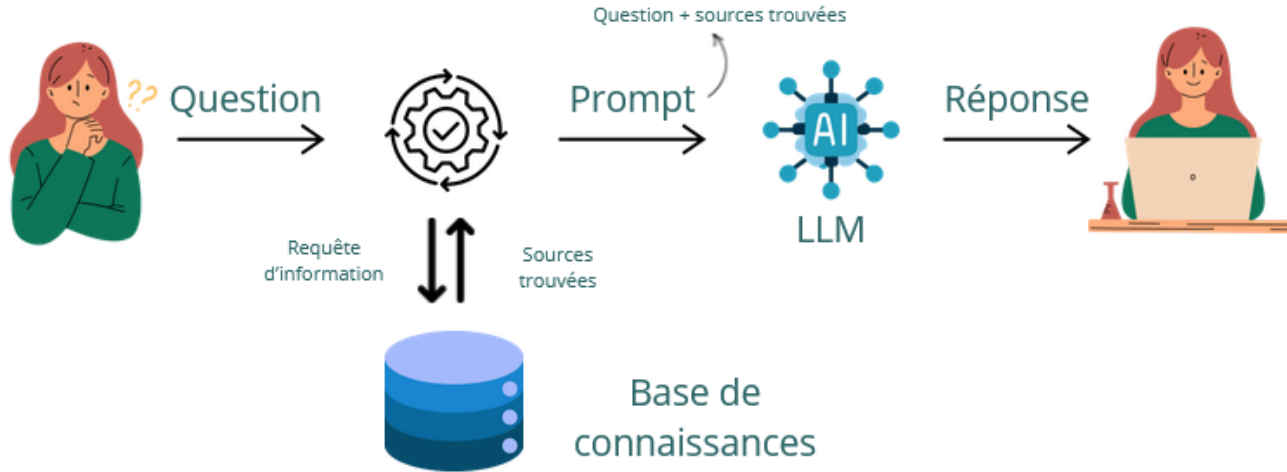 Question + sources trouvées
Question
Prompt
Réponse
AI
LLM
Requête
d'information
Sources
trouvées
Base de
connaissances
??